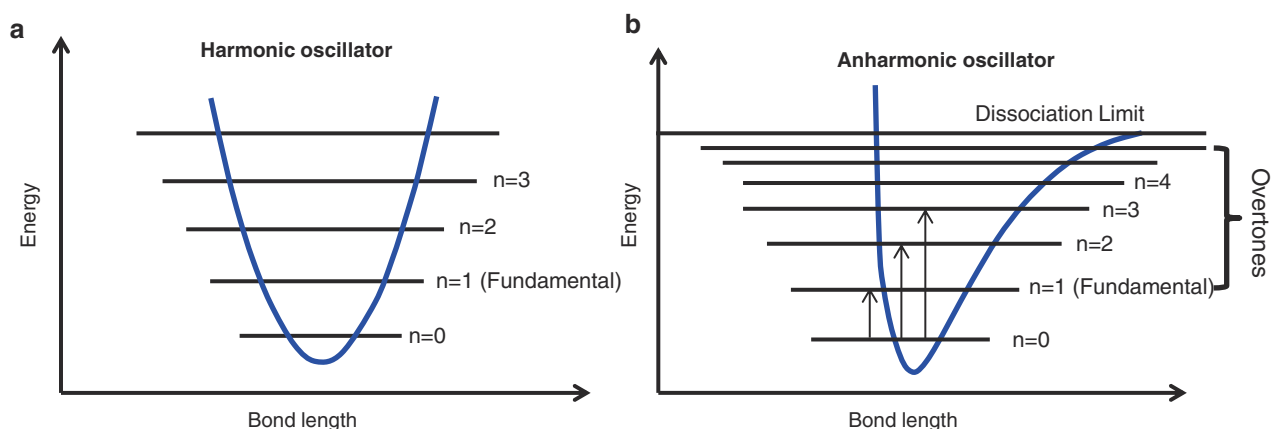 a
Harmonic oscillator
Energy
n=3
n=2
n=1 (Fundamental)
n=0
Bond length
b
Anharmonic oscillator
Dissociation Limit
Energy
n=4
n=3
n=2
n=1 (Fundamental)
n=0
Overtones
Bond length